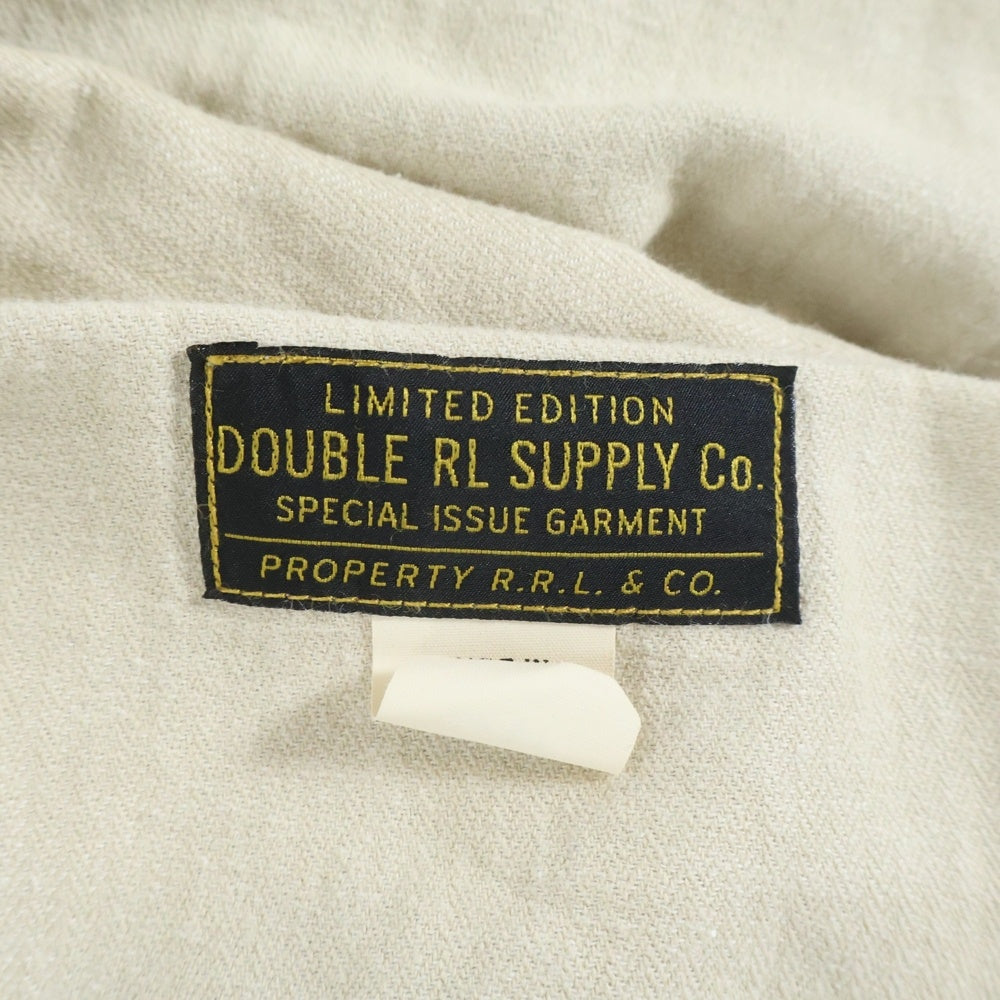 LIMITED EDITION
DOUBLE RL SUPPLY Co.
SPECIAL ISSUE GARMENT
PROPERTY R.R.L. & CO.